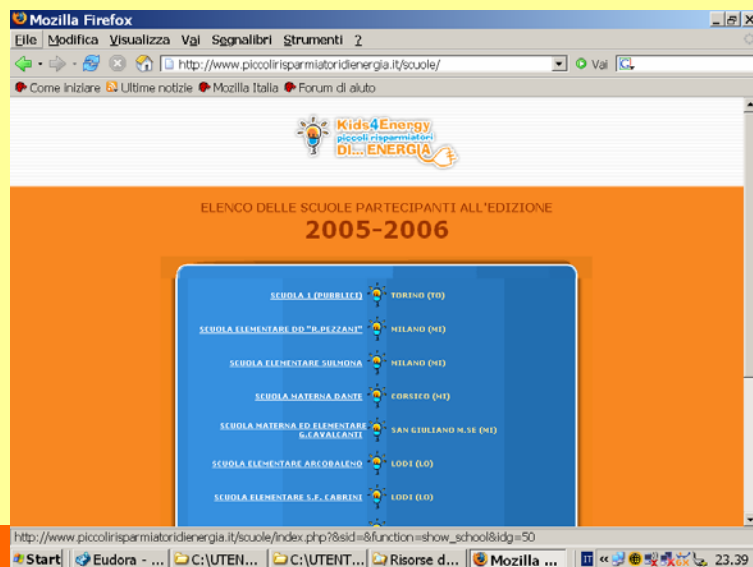 Mozilla Firefox
File Modifica Visualizza Vai Segnalibri Strumenti ?
http://www.piccolirisparmiatoridienergia.it/scuole/ Vai
Come iniziare Ultime notizie Mozilla Italia Forum di aiuto
Kids4Energy
piccoli risparmiatori
DI... ENERGIA
ELENCO DELLE SCUOLE PARTECIPANTI ALL'EDIZIONE
2005-2006
SCUOLA 1 (PUBBLICI) TORINO (TO)
SCUOLA ELEMENTARE DD "R.PEZZANI" MILANO (MI)
SCUOLA ELEMENTARE SULMONA MILANO (MI)
SCUOLA MATERNA DANTE CORSICO (MI)
SCUOLA MATERNA ED ELEMENTARE
G.CAVALCANTI SAN GIULIANO M.SE (MI)
SCUOLA ELEMENTARE ARCOBALENO LODI (LO)
SCUOLA ELEMENTARE S.F. CABRINI LODI (LO)
http://www.piccolirisparmiatoridienergia.it/scuole/index.php?&sid=&function=show_school&idg=50
Start Eudora - ... C:\UTEN... C:\UTENT... Risorse d... Mozilla ... IT « 23.39